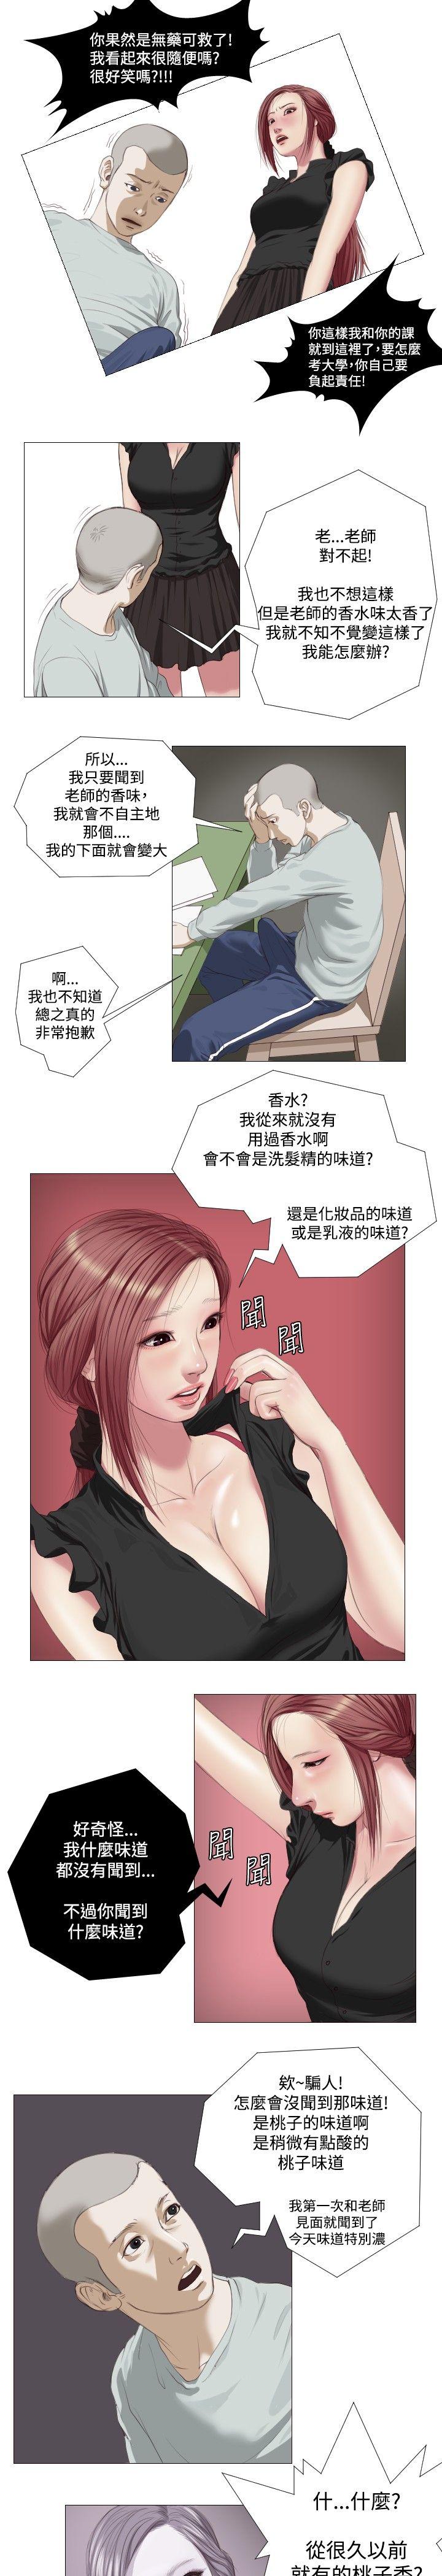 你果然是無藥可救了!
我看起來很隨便嗎?
很好笑嗎?!!!
你這樣我和你的課
就到這裡了,要怎麼
考大學,你自己要
負起責任!
老...老師
對不起!
我也不想這樣
但是老師的香水味太香了
我就不知不覺變這樣了
我能怎麼辦?
所以...
我只要聞到
老師的香味,
我就會不自主地
那個....
我的下面就會變大
啊...
我也不知道
總之真的
非常抱歉
香水?
我從來就沒有
用過香水啊
會不會是洗髮精的味道?
還是化妝品的味道
或是乳液的味道?
聞
聞
好奇怪...
我什麼味道
都沒有聞到...
不過你聞到
什麼味道?
聞
聞
欸~騙人!
怎麼會沒聞到那味道!
是桃子的味道啊
是稍微有點酸的
桃子味道
我第一次和老師
見面就聞到了
今天味道特別濃
什...什麼?
從很久以前
就有的桃子香?